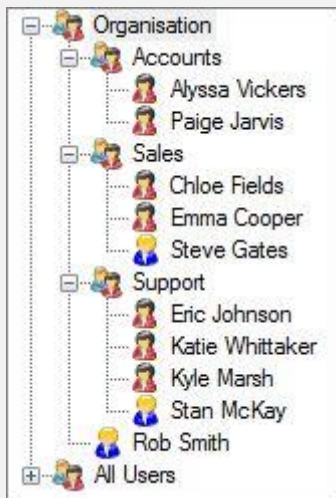 Organisation
Accounts
Alyssa Vickers
Paige Jarvis
Sales
Chloe Fields
Emma Cooper
Steve Gates
Support
Eric Johnson
Katie Whittaker
Kyle Marsh
Stan McKay
Rob Smith
All Users